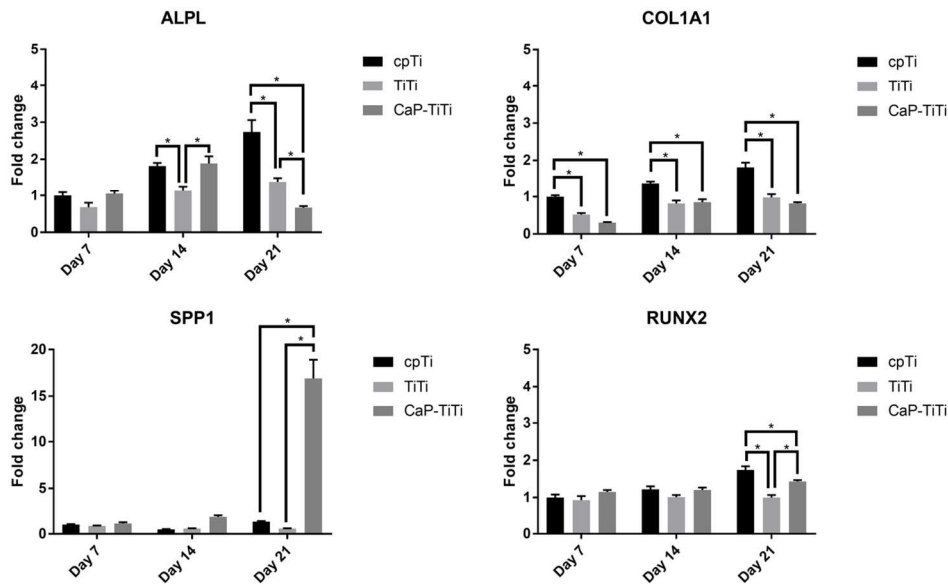 ALPL
Fold change
5
4
3
2
1
0
*
*
*
*
*
Day 7
Day 14
Day 21
cpTi
TiTi
CaP-TiTi
COL1A1
Fold change
5
4
3
2
1
0
*
*
*
*
*
*
Day 7
Day 14
Day 21
cpTi
TiTi
CaP-TiTi
SPP1
Fold change
20
15
10
5
0
*
*
Day 7
Day 14
Day 21
cpTi
TiTi
CaP-TiTi
RUNX2
Fold change
5
4
3
2
1
0
*
*
*
Day 7
Day 14
Day 21
cpTi
TiTi
CaP-TiTi